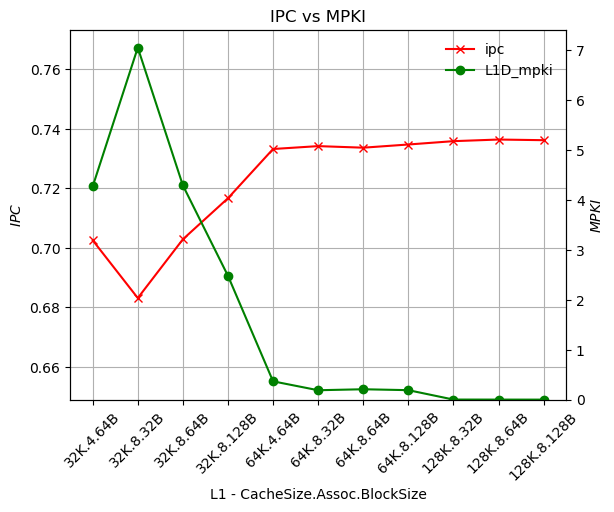 IPC vs MPKI
ipc
L1D_mpki
0.76
0.74
0.72
0.70
0.68
0.66
IPC
7
6
5
4
3
2
1
0
MPKI
32K.4.64B
32K.8.32B
32K.8.64B
32K.8.128B
64K.4.64B
64K.8.32B
64K.8.64B
64K.8.128B
128K.8.32B
128K.8.64B
128K.8.128B
L1 - CacheSize.Assoc.BlockSize